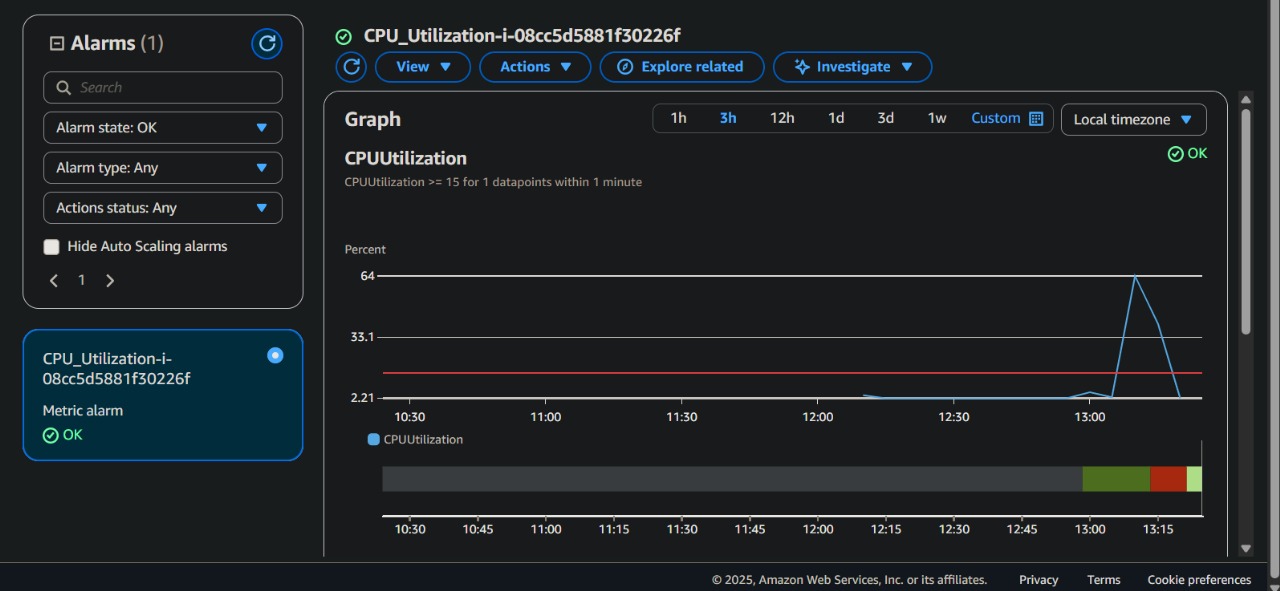 Alarms (1)
Search
Alarm state: OK
Alarm type: Any
Actions status: Any
Hide Auto Scaling alarms
1
CPU_Utilization-i-
08cc5d5881f30226f
Metric alarm
OK
CPU_Utilization-i-08cc5d5881f30226f
View Actions Explore related Investigate
Graph 1h 3h 12h 1d 3d 1w Custom Local timezone
CPUUtilization OK
CPUUtilization >= 15 for 1 datapoints within 1 minute
Percent
64
33.1
2.21
10:30 11:00 11:30 12:00 12:30 13:00
CPUUtilization
10:30 10:45 11:00 11:15 11:30 11:45 12:00 12:15 12:30 12:45 13:00 13:15
© 2025, Amazon Web Services, Inc. or its affiliates. Privacy Terms Cookie preferences